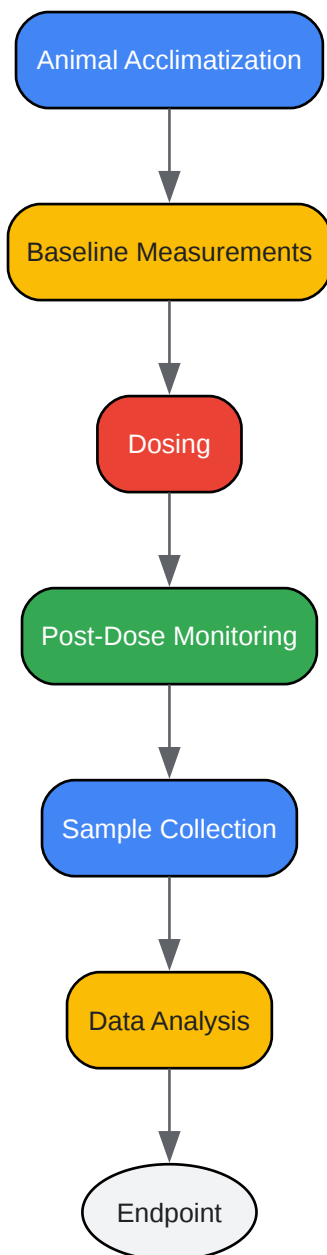 Animal Acclimatization
Baseline Measurements
Dosing
Post-Dose Monitoring
Sample Collection
Data Analysis
Endpoint